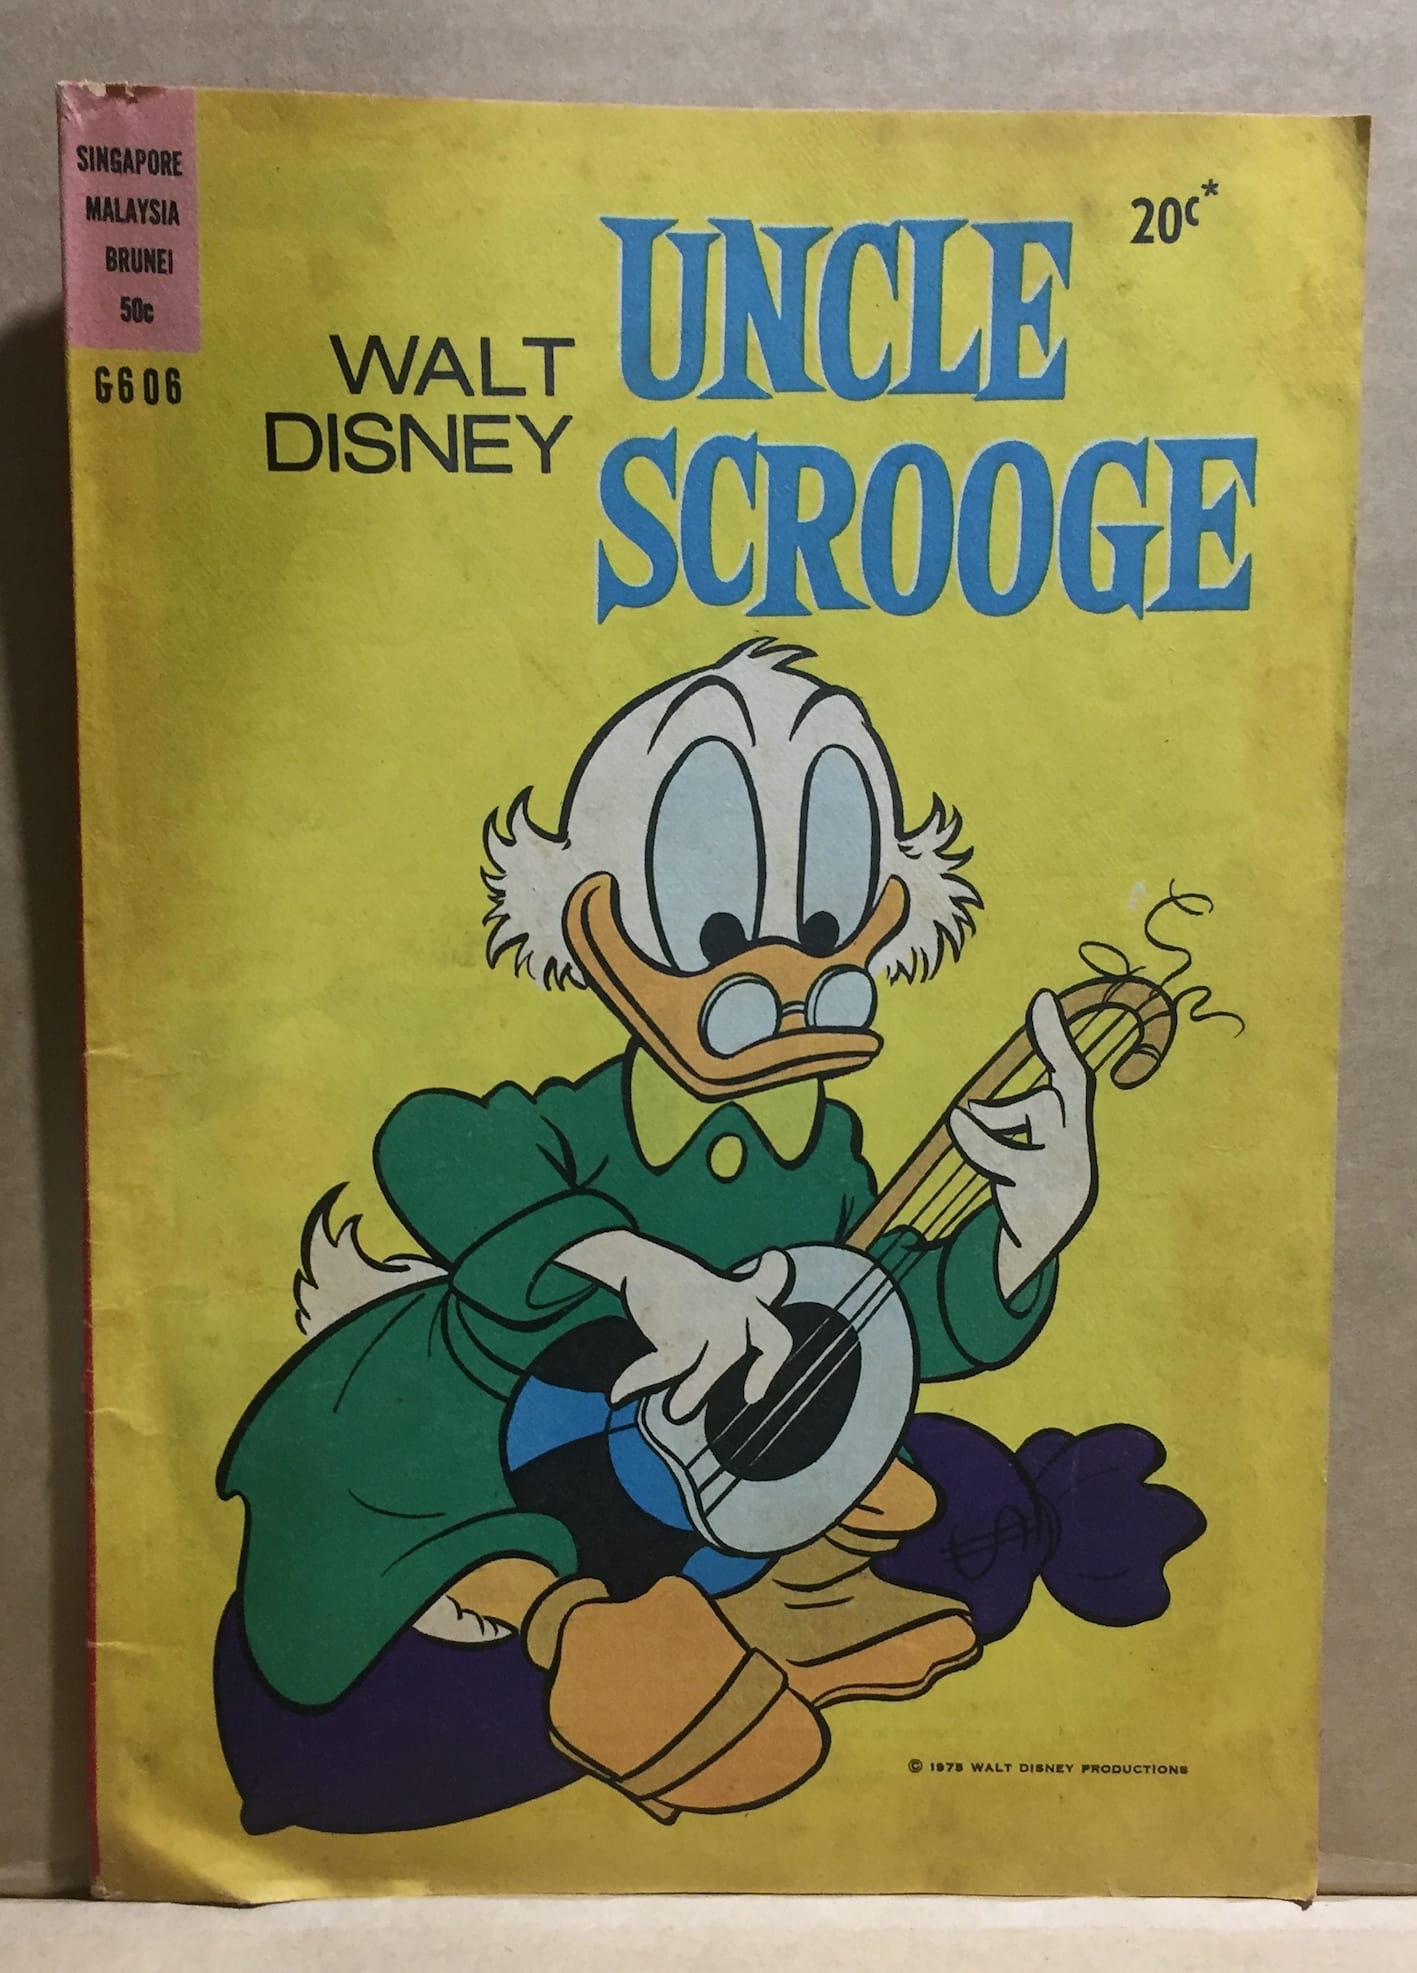 SINGAPORE
MALAYSIA
BRUNEI
50c
G606
20c*
WALT
DISNEY
UNCLE
SCROOGE
$
© 1975 WALT DISNEY PRODUCTIONS